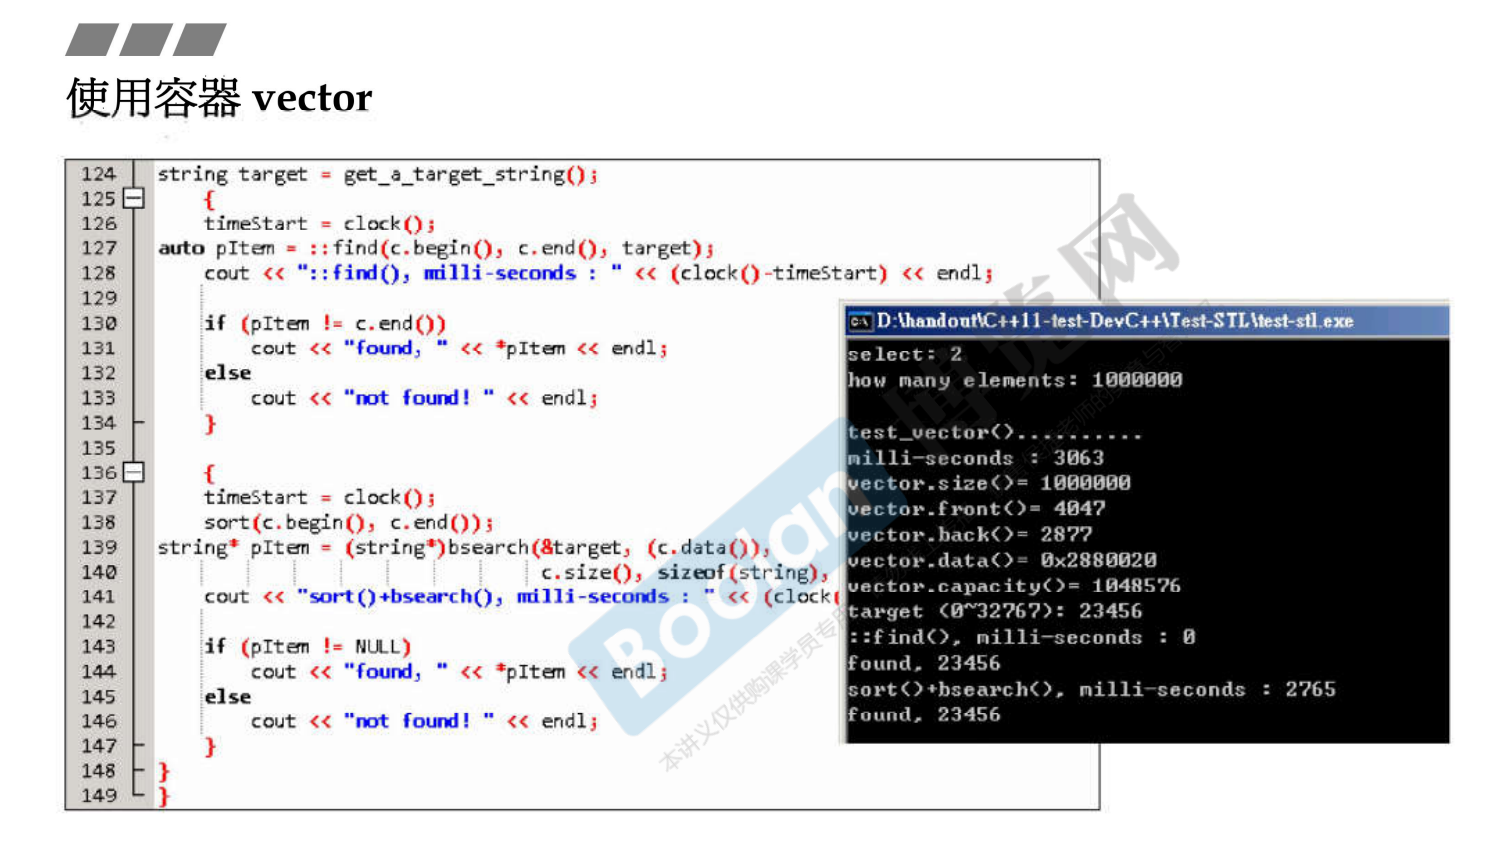 使用容器 vector
124 string target = get_a_target_string();
125 {
126 timeStart = clock();
127 auto pItem = ::find(c.begin(), c.end(), target);
128 cout << "::find(), milli-seconds : " << (clock()-timeStart) << endl;
129
130 if (pItem != c.end())
131 cout << "found, " << *pItem << endl;
132 else
133 cout << "not found! " << endl;
134 }
135
136 {
137 timeStart = clock();
138 sort(c.begin(), c.end());
139 string* pItem = (string*)bsearch(&target, (c.data()),
140 c.size(), sizeof(string),
141 cout << "sort()+bsearch(), milli-seconds : " << (clock(
142
143 if (pItem != NULL)
144 cout << "found, " << *pItem << endl;
145 else
146 cout << "not found! " << endl;
147 }
148 }
149 }
D:\handout\C++11-test-DevC++\Test-STL\test-stl.exe
select: 2
how many elements: 1000000
test_vector()..........
milli-seconds : 3063
vector.size()= 1000000
vector.front()= 4047
vector.back()= 2877
vector.data()= 0x2880020
vector.capacity()= 1048576
target (0~32767): 23456
::find(), milli-seconds : 0
found, 23456
sort()+bsearch(), milli-seconds : 2765
found, 23456
Boolan
博览网
本讲义仅供购课学员专